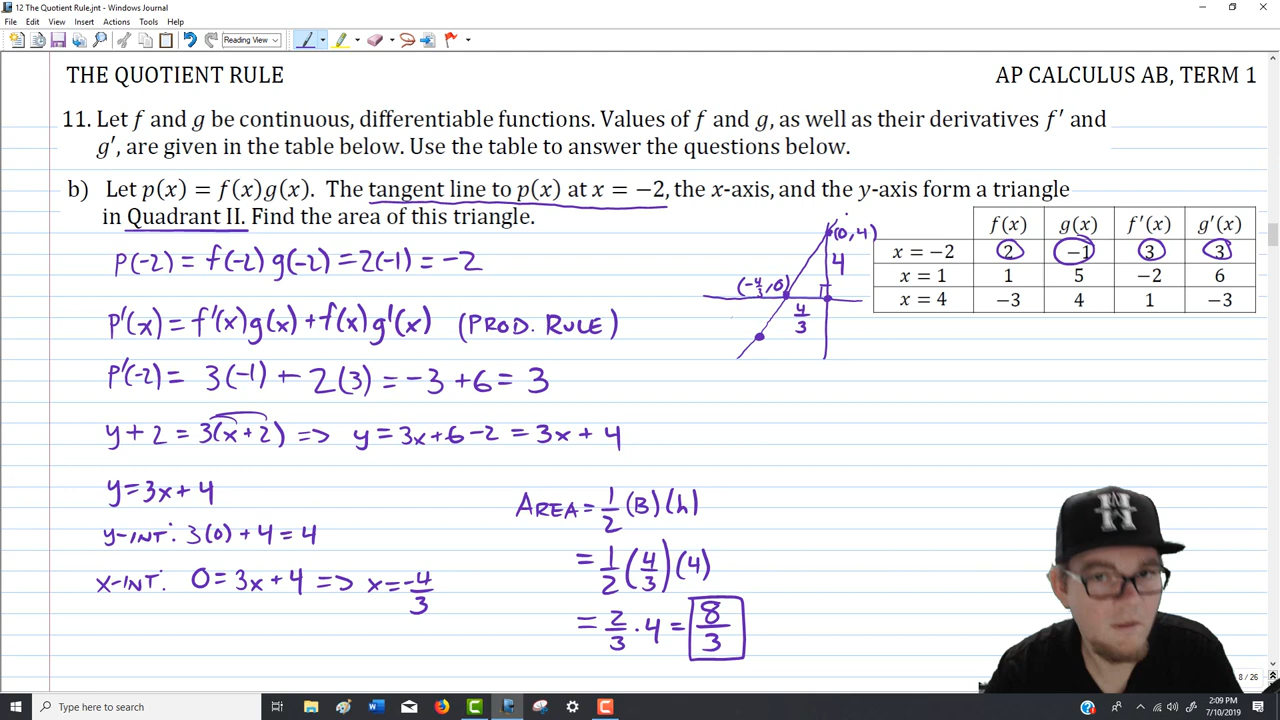 12 The Quotient Rule.jnt - Windows Journal
File Edit View Insert Actions Tools Help
Reading View
THE QUOTIENT RULE
AP CALCULUS AB, TERM 1
11. Let f and g be continuous, differentiable functions. Values of f and g, as well as their derivatives f′ and
g′, are given in the table below. Use the table to answer the questions below.
b) Let p(x) = f(x)g(x). The tangent line to p(x) at x = −2, the x-axis, and the y-axis form a triangle
in Quadrant II. Find the area of this triangle.
f(x) g(x) f′(x) g′(x)
x = −2 2 −1 3 3
x = 1 1 5 −2 6
x = 4 −3 4 1 −3
(0,4)
4
(-4/3,0)
4/3
P(-2) = f(-2) g(-2) = 2(-1) = -2
P'(x) = f'(x)g(x) + f(x)g'(x) (PROD. RULE)
P'(-2) = 3(-1) + 2(3) = -3 + 6 = 3
y + 2 = 3(x + 2) => y = 3x + 6 - 2 = 3x + 4
y = 3x + 4
y-INT: 3(0) + 4 = 4
x-INT: 0 = 3x + 4 => x = -4/3
AREA = 1/2 (B)(h)
= 1/2 (4/3)(4)
= 2/3 · 4 = 8/3
8 / 26
Type here to search
2:09 PM
7/10/2019